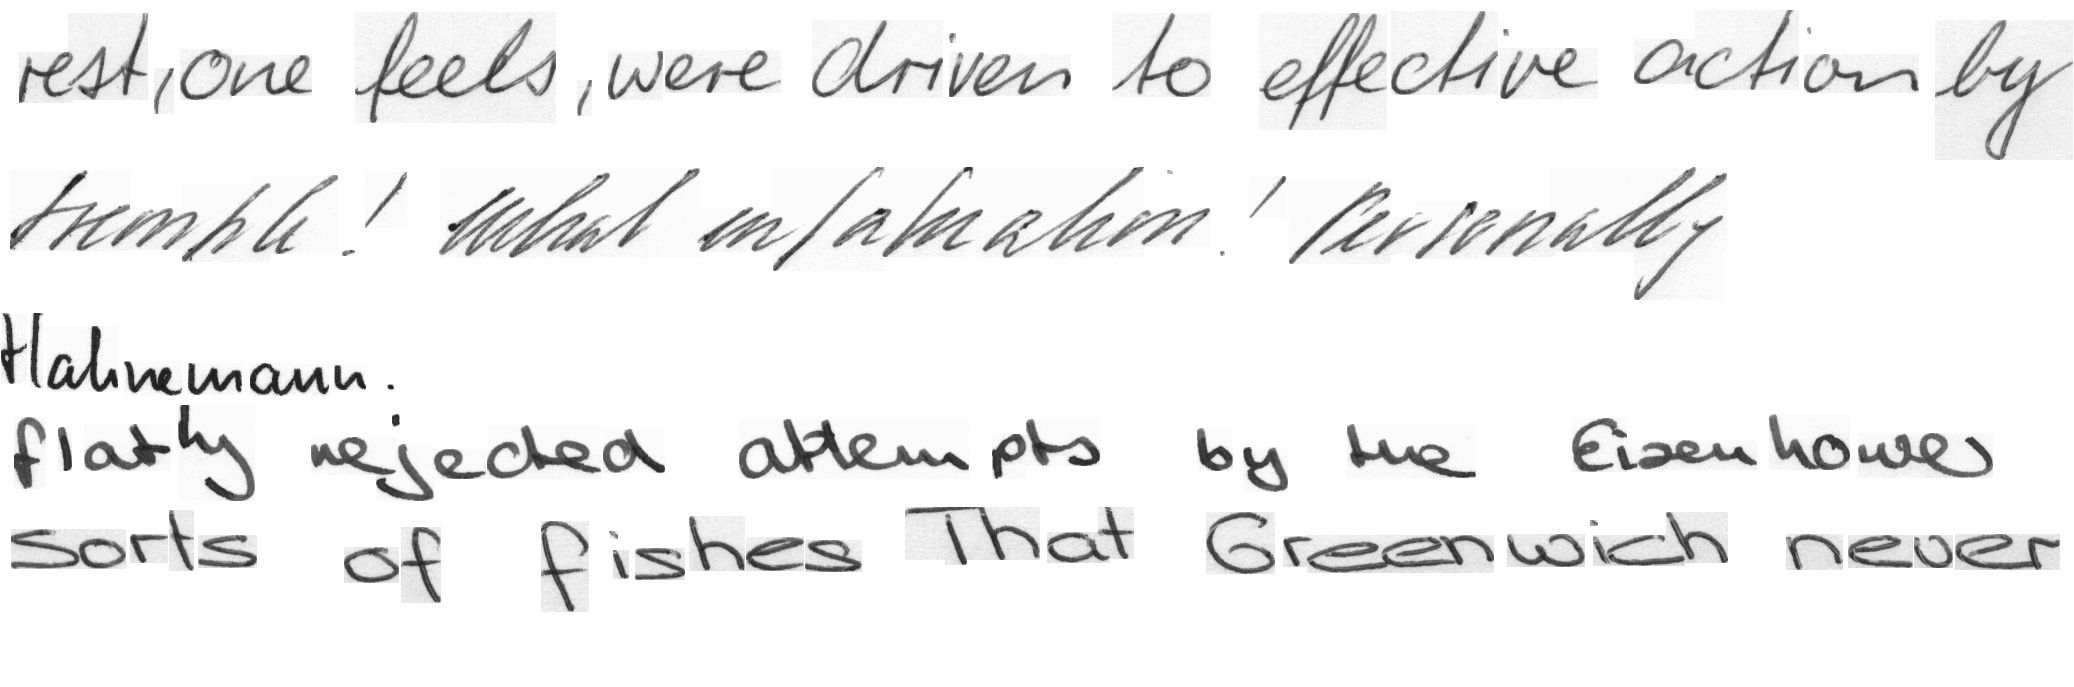 rest, one feels, were driven to effective action by
tremple! What infatuation! Personally
Hahnemann.
flatly rejected attempts by the Eisenhower
sorts of fishes That Greenwich never